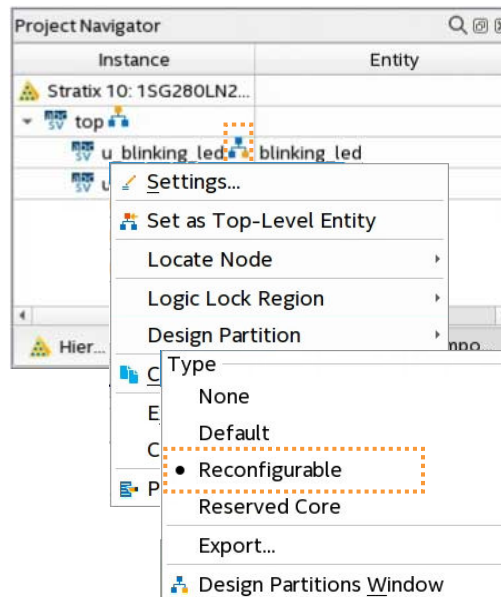 Project Navigator
Instance Entity
Stratix 10: 1SG280LN2...
top
u_blinking_led blinking_led
Settings...
Set as Top-Level Entity
Locate Node
Logic Lock Region
Design Partition
Hier...
Type
None
Default
Reconfigurable
Reserved Core
Export...
Design Partitions Window